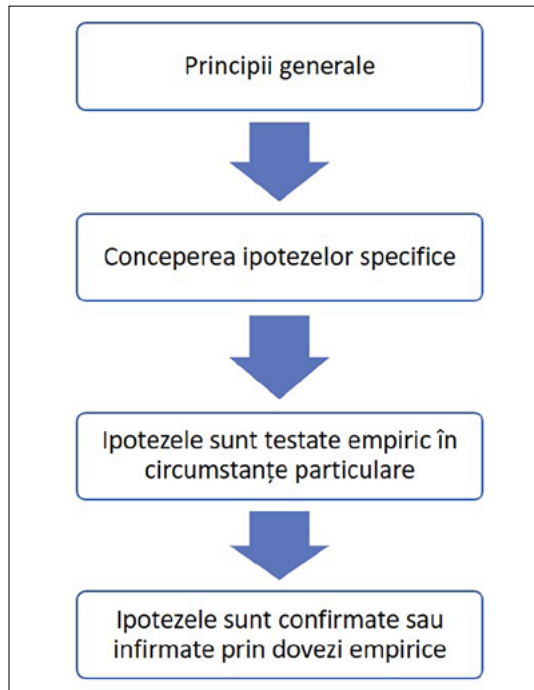 Principii generale
Conceperea ipotezelor specifice
Ipotezele sunt testate empiric în
circumstanțe particulare
Ipotezele sunt confirmate sau
infirmate prin dovezi empirice